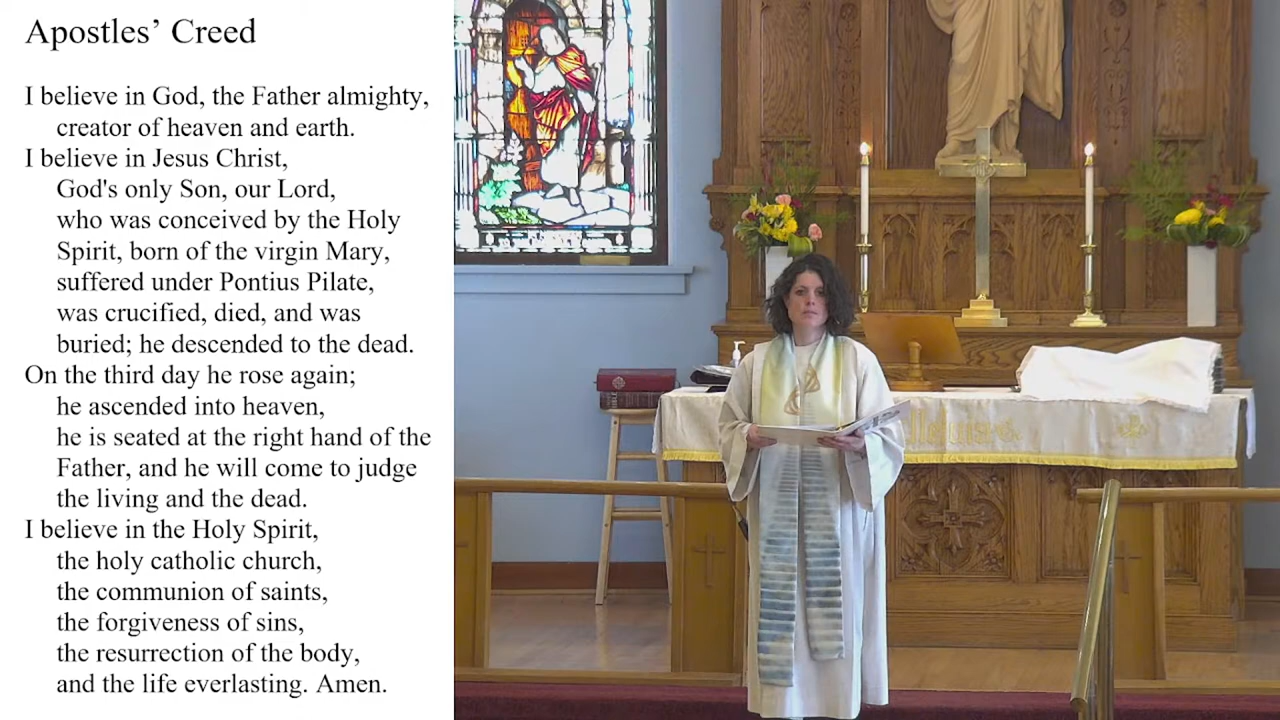 Apostles’ Creed
I believe in God, the Father almighty,
creator of heaven and earth.
I believe in Jesus Christ,
God's only Son, our Lord,
who was conceived by the Holy
Spirit, born of the virgin Mary,
suffered under Pontius Pilate,
was crucified, died, and was
buried; he descended to the dead.
On the third day he rose again;
he ascended into heaven,
he is seated at the right hand of the
Father, and he will come to judge
the living and the dead.
I believe in the Holy Spirit,
the holy catholic church,
the communion of saints,
the forgiveness of sins,
the resurrection of the body,
and the life everlasting. Amen.